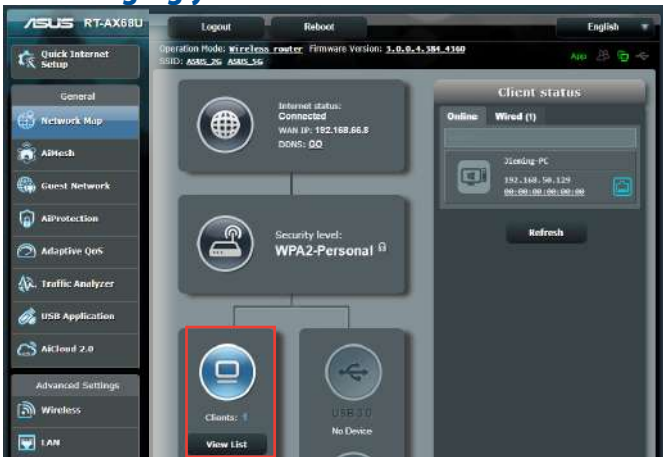 ASUS RT-AX68U
Logout
Reboot
English
Quick Internet
Setup
Operation Mode: Wireless router Firmware Version: 3.0.0.4.384_4360
SSID: ASUS_2G ASUS_5G
App
General
Network Map
AiMesh
Guest Network
AiProtection
Adaptive QoS
Traffic Analyzer
USB Application
AiCloud 2.0
Advanced Settings
Wireless
LAN
Internet status:
Connected
WAN IP: 192.168.66.8
DDNS: GO
Security level:
WPA2-Personal
Clients: 1
View List
USB 3.0
No Device
Client status
Online
Wired (1)
Jieming-PC
192.168.50.129
00:00:00:00:00:00
Refresh